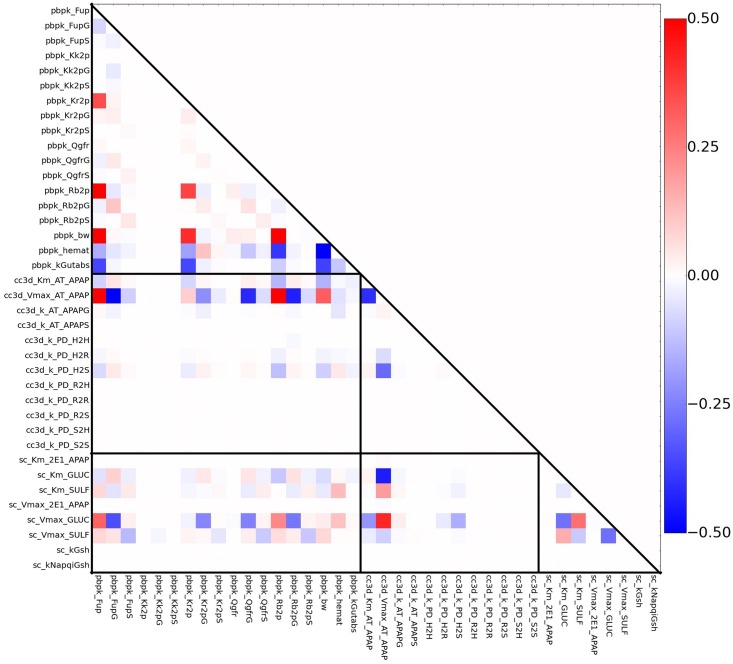 pbpk_Fup
pbpk_FupG
pbpk_FupS
pbpk_Kk2p
pbpk_Kk2pG
pbpk_Kk2pS
pbpk_Kr2p
pbpk_Kr2pG
pbpk_Kr2pS
pbpk_Qgfr
pbpk_QgfrG
pbpk_QgfrS
pbpk_Rb2p
pbpk_Rb2pG
pbpk_Rb2pS
pbpk_bw
pbpk_hemat
pbpk_kGutabs
cc3d_Km_AT_APAP
cc3d_Vmax_AT_APAP
cc3d_k_AT_APAPG
cc3d_k_AT_APAPS
cc3d_k_PD_H2H
cc3d_k_PD_H2R
cc3d_k_PD_H2S
cc3d_k_PD_R2H
cc3d_k_PD_R2R
cc3d_k_PD_R2S
cc3d_k_PD_S2H
cc3d_k_PD_S2S
sc_Km_2E1_APAP
sc_Km_GLUC
sc_Km_SULF
sc_Vmax_2E1_APAP
sc_Vmax_GLUC
sc_Vmax_SULF
sc_kGsh
sc_kNapqiGsh
pbpk_Fup
pbpk_FupG
pbpk_FupS
pbpk_Kk2p
pbpk_Kk2pG
pbpk_Kk2pS
pbpk_Kr2p
pbpk_Kr2pG
pbpk_Kr2pS
pbpk_Qgfr
pbpk_QgfrG
pbpk_QgfrS
pbpk_Rb2p
pbpk_Rb2pG
pbpk_Rb2pS
pbpk_bw
pbpk_hemat
pbpk_kGutabs
cc3d_Km_AT_APAP
cc3d_Vmax_AT_APAP
cc3d_k_AT_APAPG
cc3d_k_AT_APAPS
cc3d_k_PD_H2H
cc3d_k_PD_H2R
cc3d_k_PD_H2S
cc3d_k_PD_R2H
cc3d_k_PD_R2R
cc3d_k_PD_R2S
cc3d_k_PD_S2H
cc3d_k_PD_S2S
sc_Km_2E1_APAP
sc_Km_GLUC
sc_Km_SULF
sc_Vmax_2E1_APAP
sc_Vmax_GLUC
sc_Vmax_SULF
sc_kGsh
sc_kNapqiGsh
0.50
0.25
0.00
−0.25
−0.50